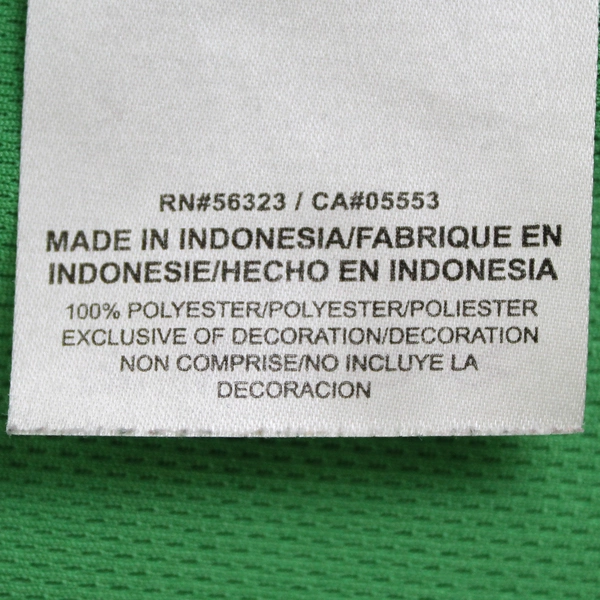 RN#56323 / CA#05553
MADE IN INDONESIA/FABRIQUE EN
INDONESIE/HECHO EN INDONESIA
100% POLYESTER/POLYESTER/POLIESTER
EXCLUSIVE OF DECORATION/DECORATION
NON COMPRISE/NO INCLUYE LA
DECORACION